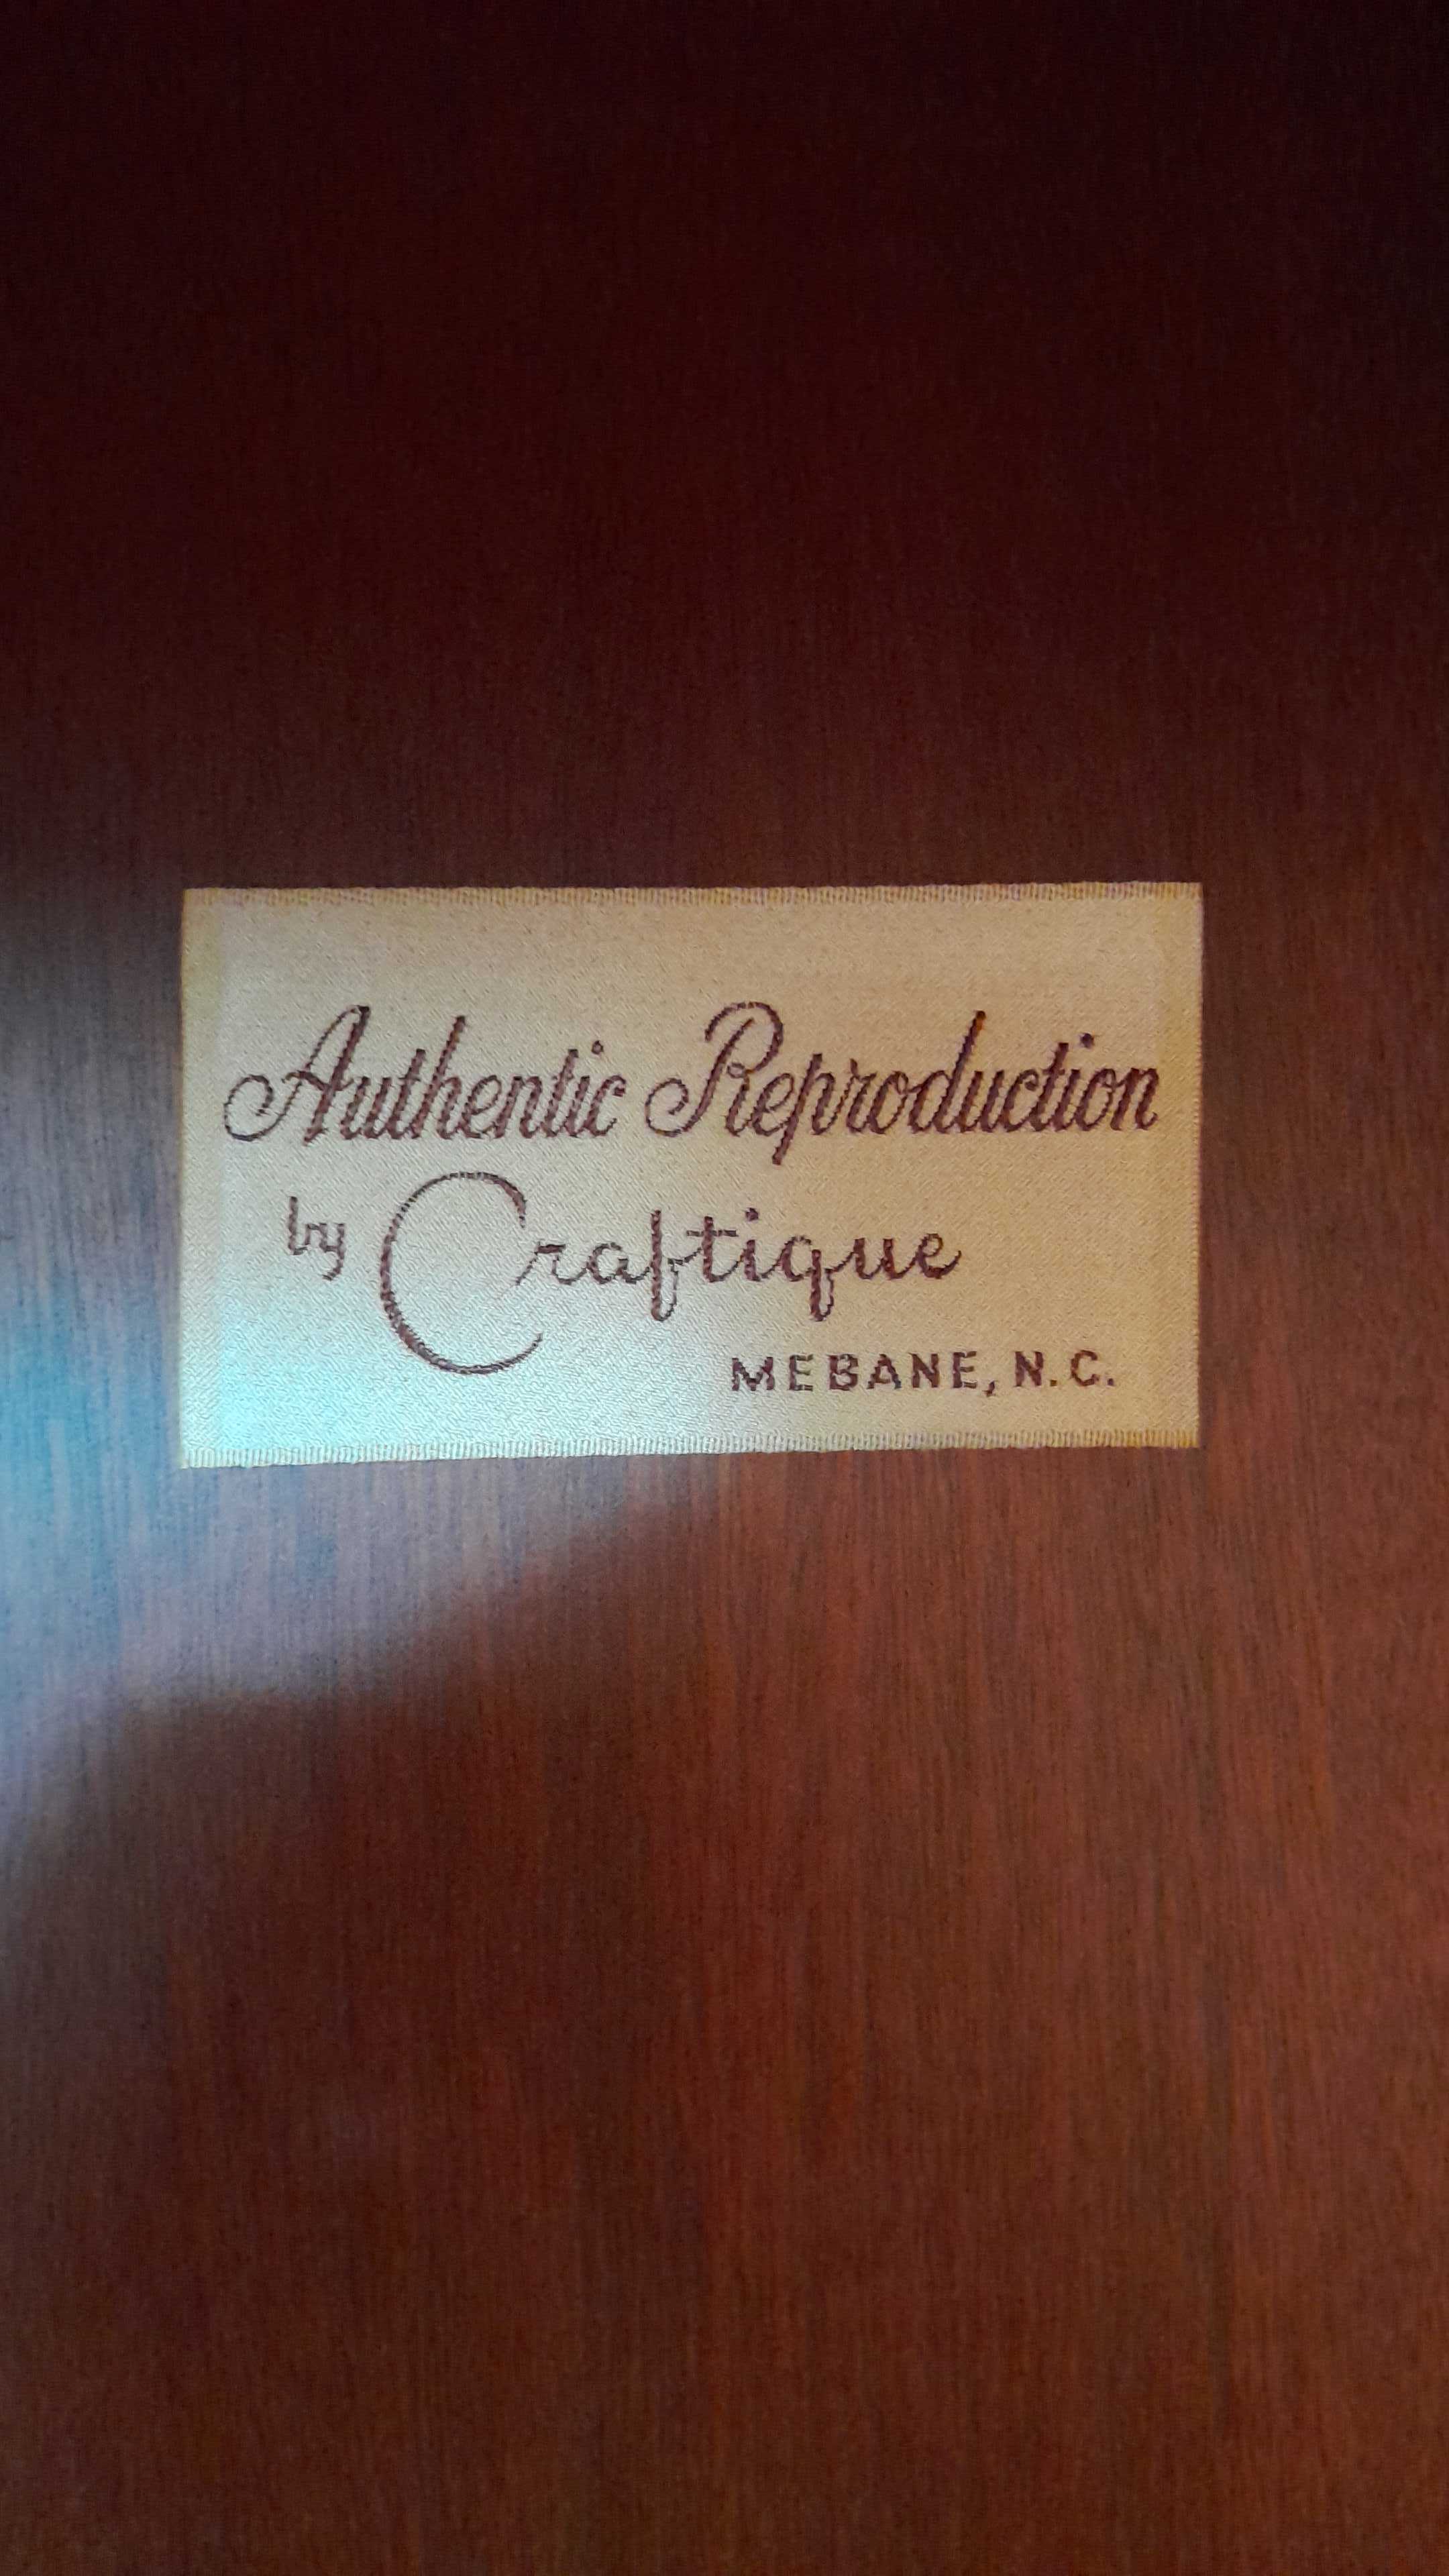 Authentic Reproduction
by Craftique
MEBANE, N.C.